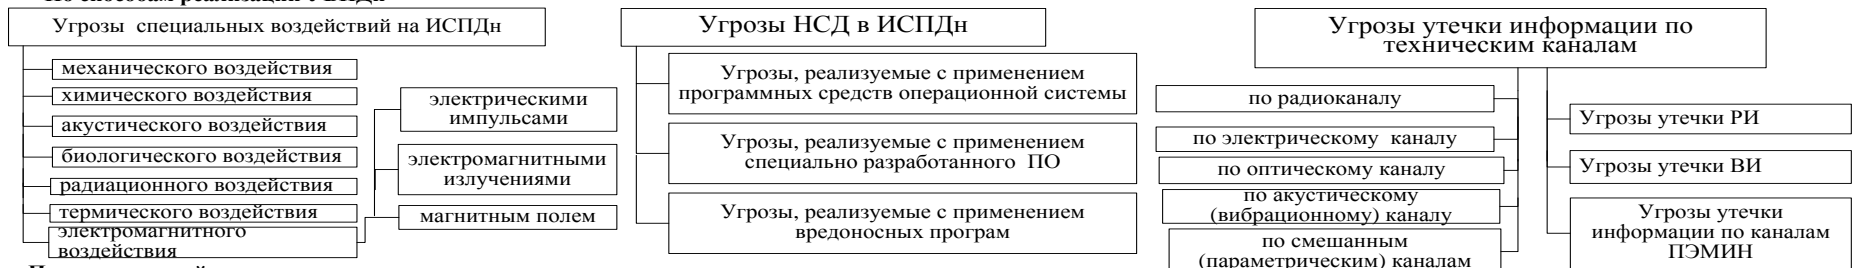 Угрозы специальных воздействий на ИСПДн
механического воздействия
химического воздействия
акустического воздействия
биологического воздействия
радиационного воздействия
термического воздействия
электромагнитного
воздействия
электрическими
импульсами
электромагнитными
излучениями
магнитным полем
Угрозы НСД в ИСПДн
Угрозы, реализуемые с применением
программных средств операционной системы
Угрозы, реализуемые с применением
специально разработанного ПО
Угрозы, реализуемые с применением
вредоносных програм
Угрозы утечки информации по
техническим каналам
по радиоканалу
по электрическому каналу
по оптическому каналу
по акустическому
(вибрационному) каналу
по смешанным
(параметрическим) каналам
Угрозы утечки РИ
Угрозы утечки ВИ
Угрозы утечки
информации по каналам
ПЭМИН